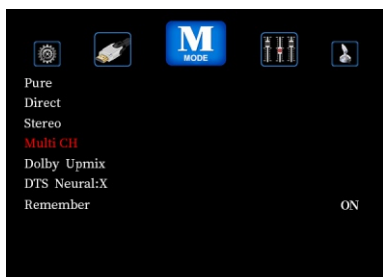 M
MODE
Pure
Direct
Stereo
Multi CH
Dolby Upmix
DTS Neural:X
Remember ON